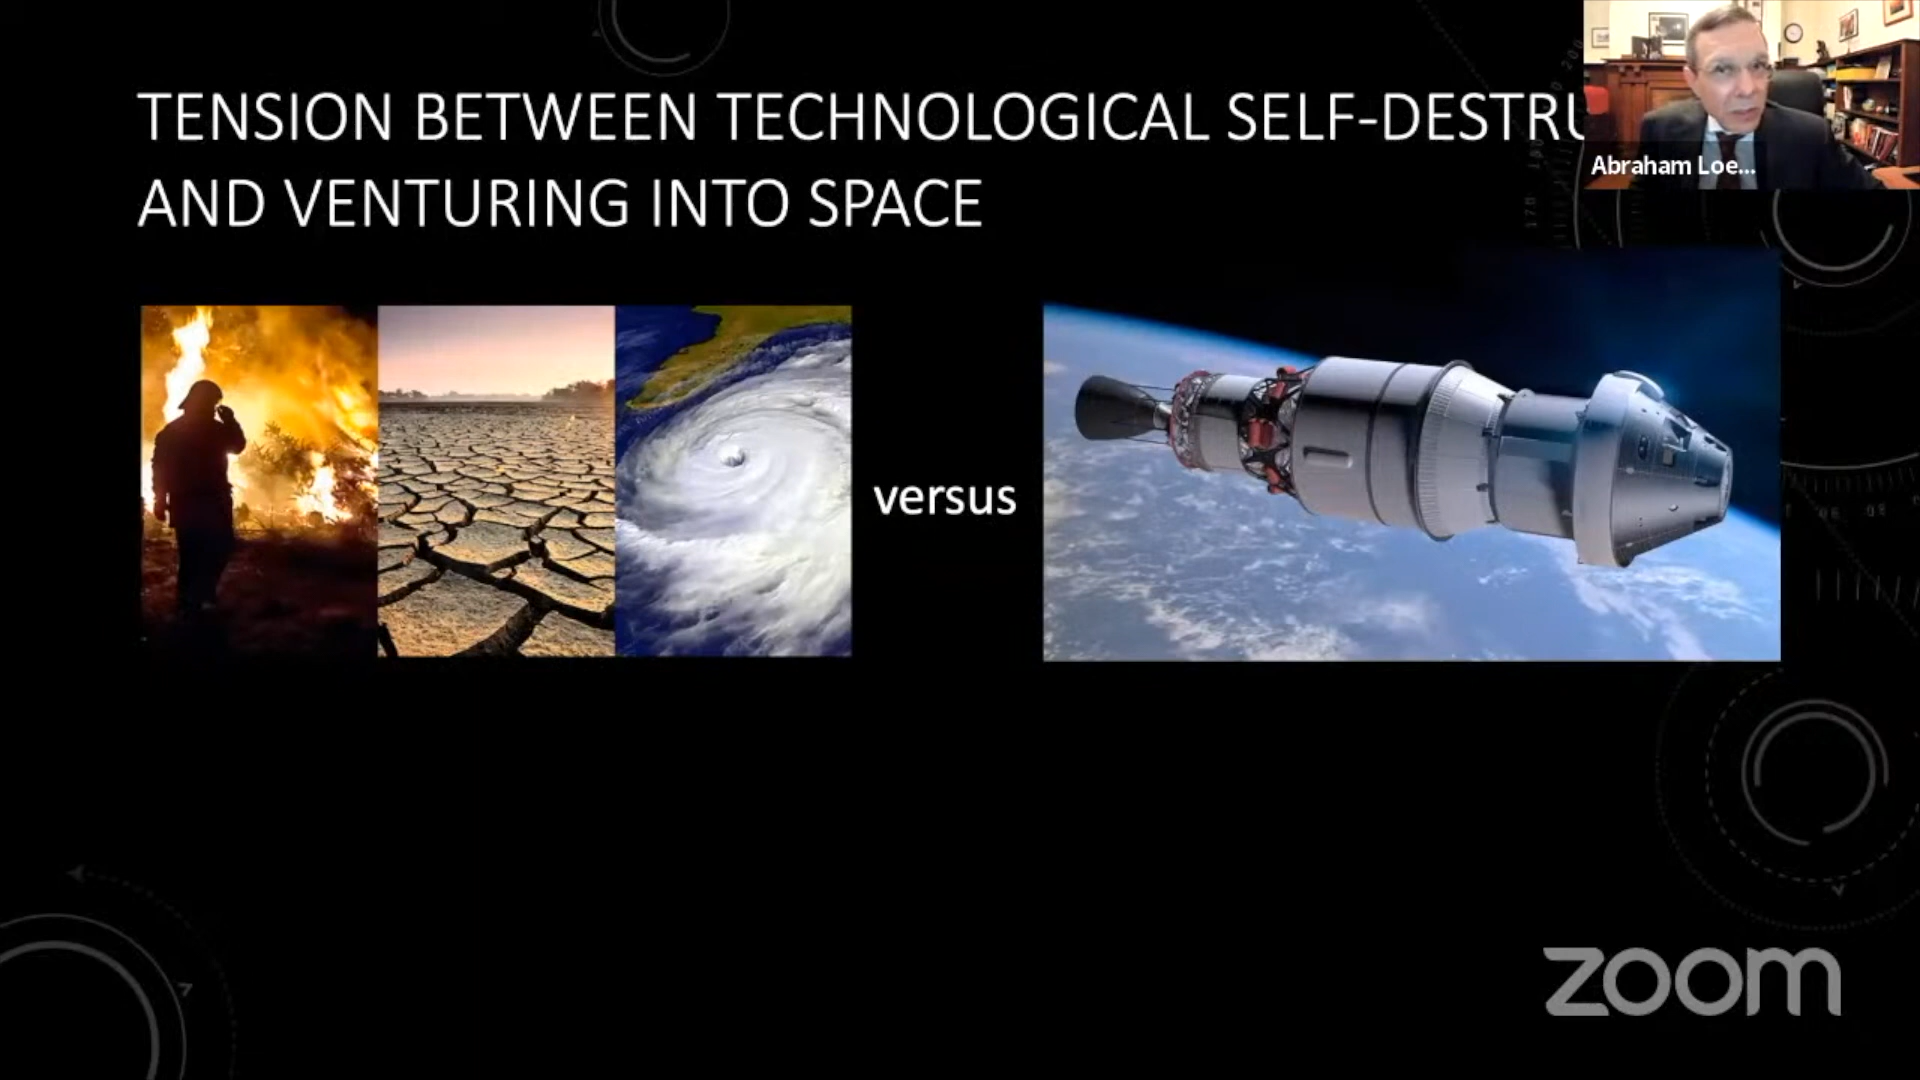 TENSION BETWEEN TECHNOLOGICAL SELF-DESTRU
AND VENTURING INTO SPACE
Abraham Loe...
versus
zoom